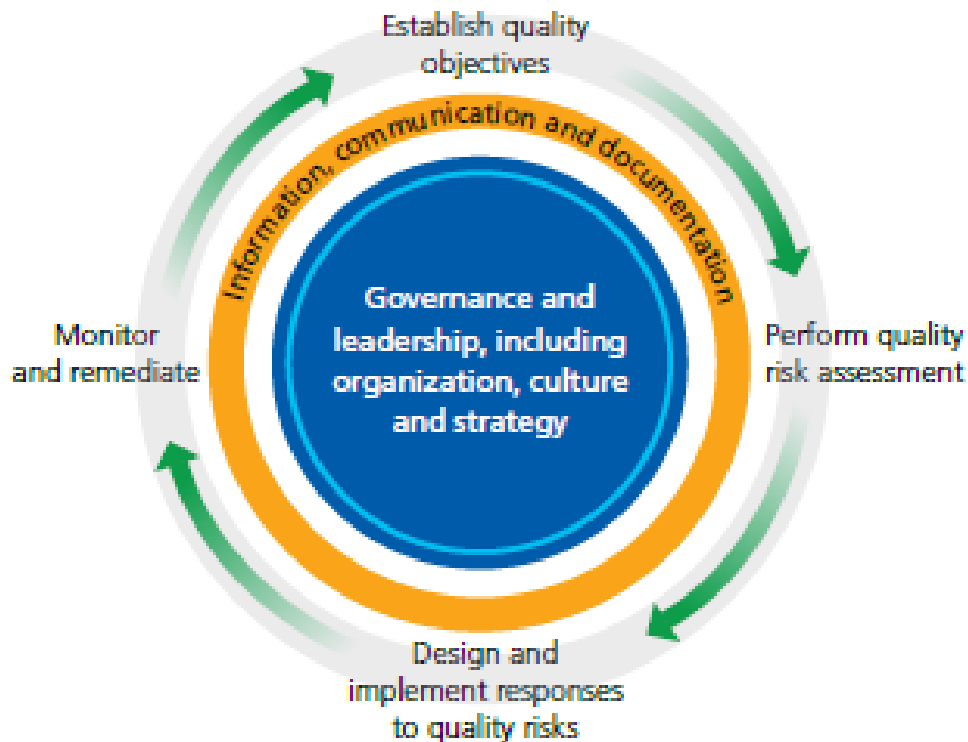 Establish quality
objectives
Information, communication and documentation
Governance and
leadership, including
organization, culture
and strategy
Perform quality
risk assessment
Monitor
and remediate
Design and
implement responses
to quality risks